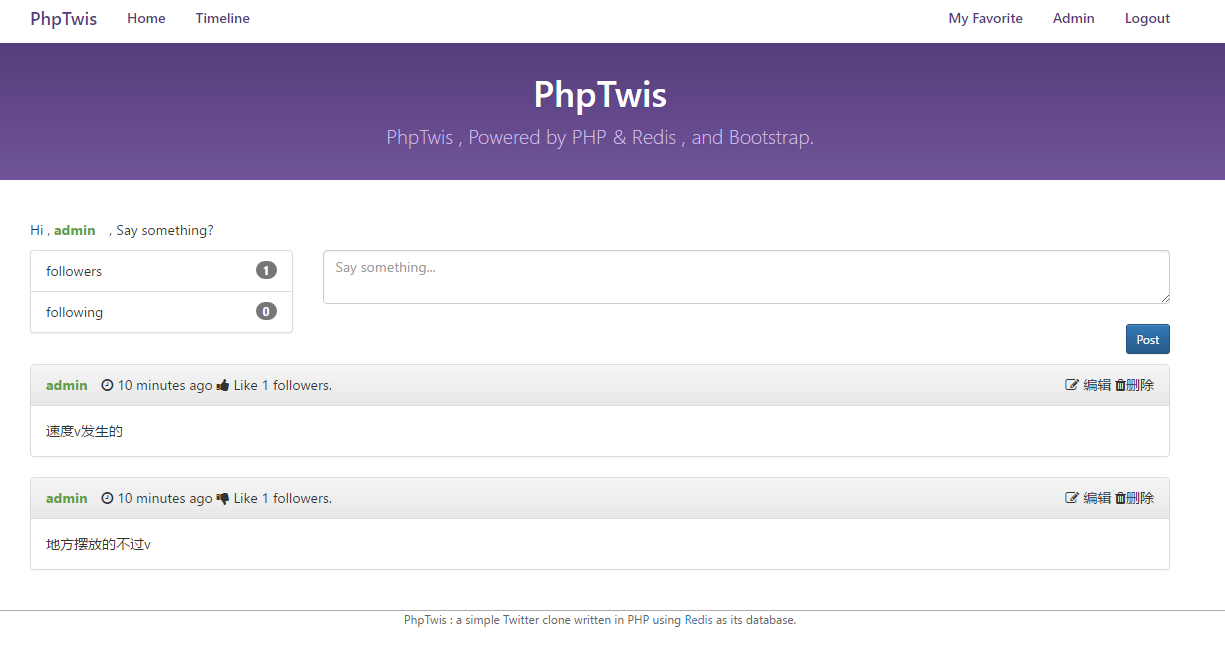 PhpTwis Home Timeline My Favorite Admin Logout
PhpTwis
PhpTwis , Powered by PHP & Redis , and Bootstrap.
Hi , admin , Say something?
followers 1
following 0
Say something...
Post
admin 10 minutes ago Like 1 followers. 编辑 删除
速度v发生的
admin 10 minutes ago Like 1 followers. 编辑 删除
地方摆放的不过v
PhpTwis : a simple Twitter clone written in PHP using Redis as its database.